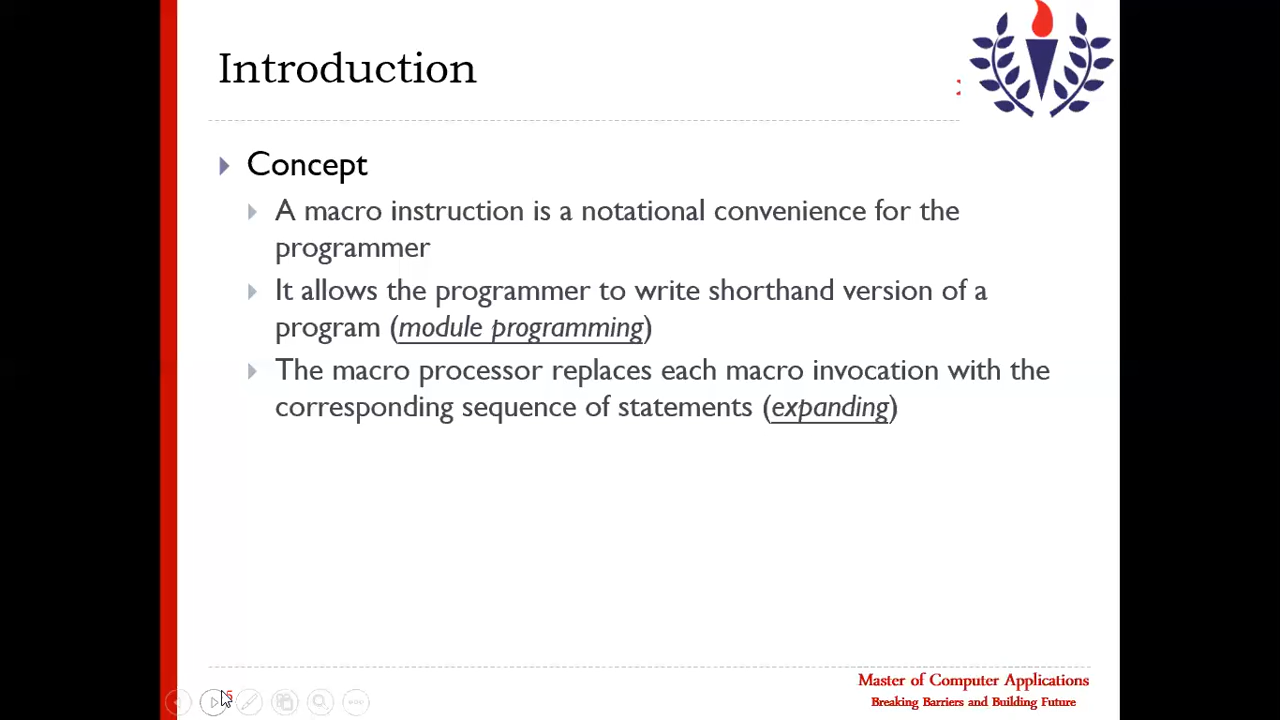 Introduction
Concept
A macro instruction is a notational convenience for the
programmer
It allows the programmer to write shorthand version of a
program (module programming)
The macro processor replaces each macro invocation with the
corresponding sequence of statements (expanding)
Master of Computer Applications
Breaking Barriers and Building Future